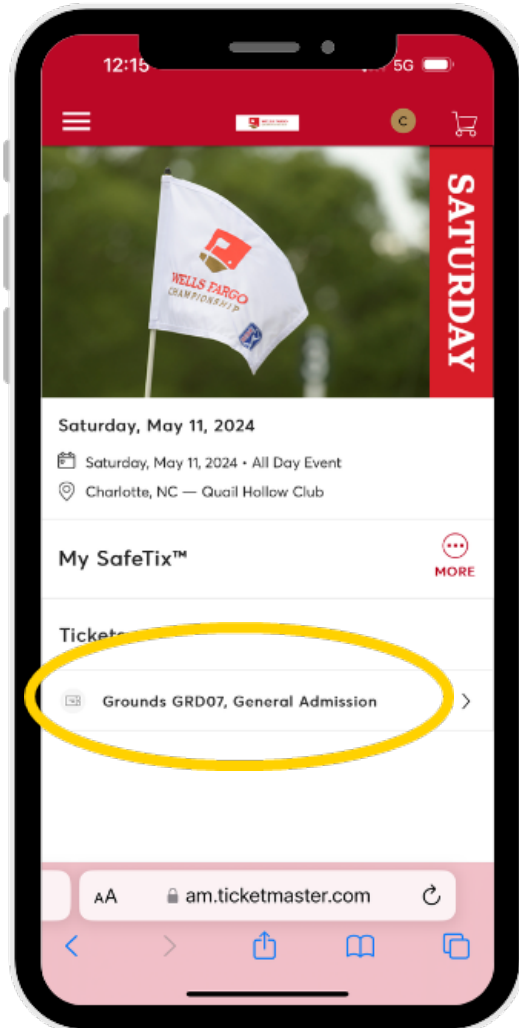 12:15
5G
C
WELLS FARGO
CHAMPIONSHIP
SATURDAY
Saturday, May 11, 2024
Saturday, May 11, 2024 • All Day Event
Charlotte, NC — Quail Hollow Club
My SafeTix™
MORE
Tickets
Grounds GRD07, General Admission
AA
am.ticketmaster.com